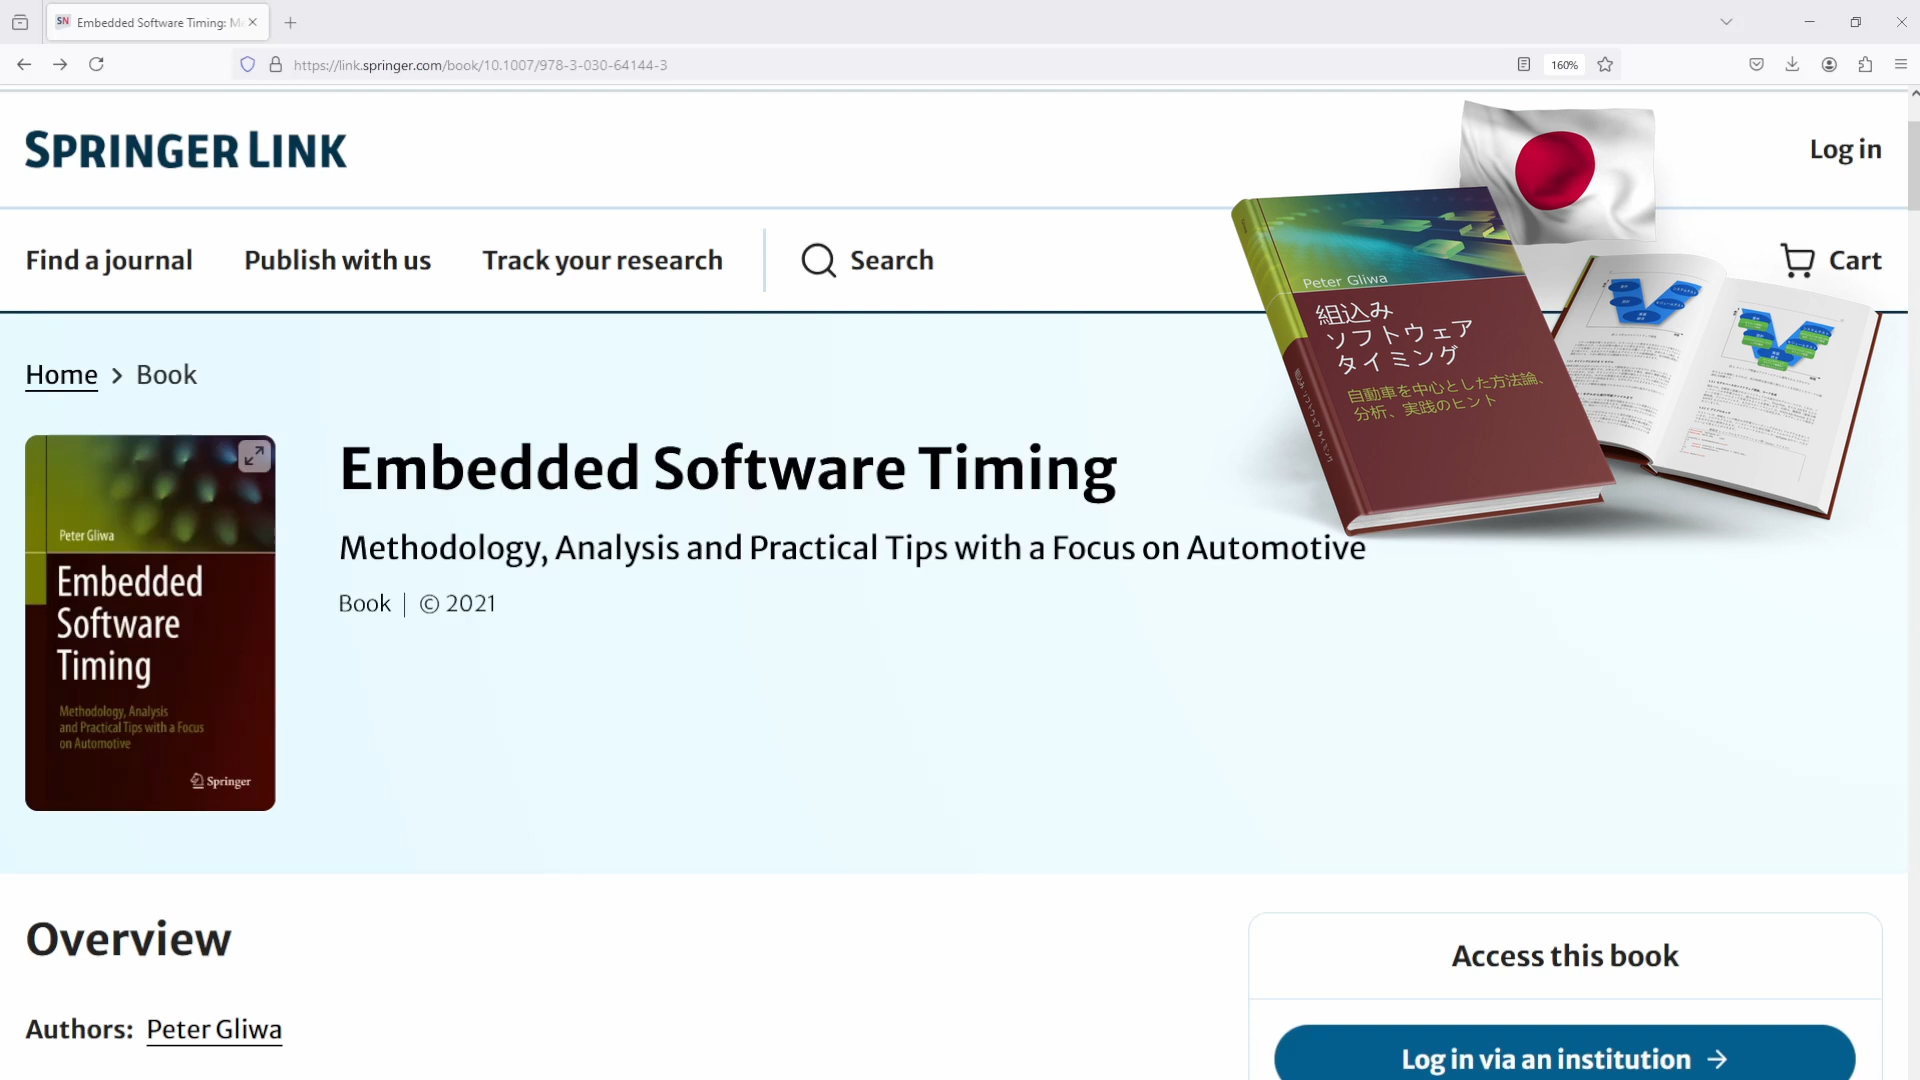 Embedded Software Timing: M
https://link.springer.com/book/10.1007/978-3-030-64144-3
160%
SPRINGER LINK
Log in
Find a journal
Publish with us
Track your research
Search
Cart
Home
Book
Peter Gliwa
組込み
ソフトウェア
タイミング
自動車を中心とした方法論、
分析、実践のヒント
Peter Gliwa
Embedded
Software
Timing
Methodology, Analysis
and Practical Tips with a Focus
on Automotive
Springer
Embedded Software Timing
Methodology, Analysis and Practical Tips with a Focus on Automotive
Book | © 2021
Overview
Authors: Peter Gliwa
Access this book
Log in via an institution